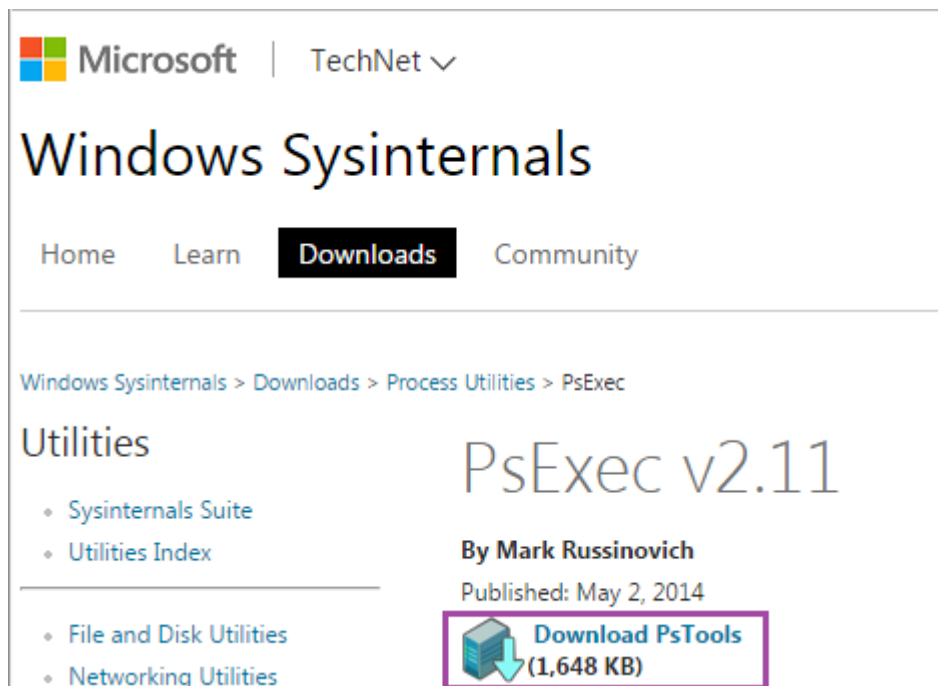 Microsoft | TechNet
Windows Sysinternals
Home Learn Downloads Community
Windows Sysinternals > Downloads > Process Utilities > PsExec
Utilities
Sysinternals Suite
Utilities Index
File and Disk Utilities
Networking Utilities
PsExec v2.11
By Mark Russinovich
Published: May 2, 2014
Download PsTools
(1,648 KB)